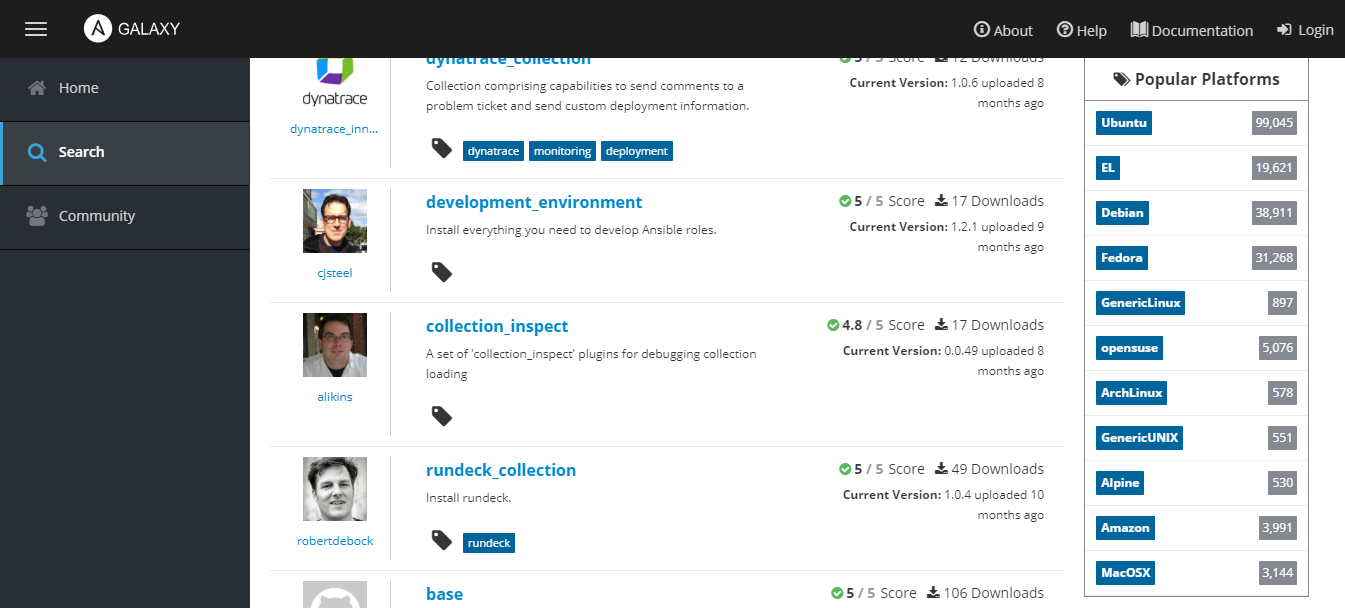 GALAXY
About
Help
Documentation
Login
Home
Search
Community
dynatrace
dynatrace_inn...
dynatrace_collection
Collection comprising capabilities to send comments to a
problem ticket and send custom deployment information.
dynatrace
monitoring
deployment
5 / 5 Score 12 Downloads
Current Version: 1.0.6 uploaded 8
months ago
cjsteel
development_environment
Install everything you need to develop Ansible roles.
5 / 5 Score 17 Downloads
Current Version: 1.2.1 uploaded 9
months ago
alikins
collection_inspect
A set of 'collection_inspect' plugins for debugging collection
loading
4.8 / 5 Score 17 Downloads
Current Version: 0.0.49 uploaded 8
months ago
robertdebock
rundeck_collection
Install rundeck.
rundeck
5 / 5 Score 49 Downloads
Current Version: 1.0.4 uploaded 10
months ago
base
5 / 5 Score 106 Downloads
Popular Platforms
Ubuntu 99,045
EL 19,621
Debian 38,911
Fedora 31,268
GenericLinux 897
opensuse 5,076
ArchLinux 578
GenericUNIX 551
Alpine 530
Amazon 3,991
MacOSX 3,144